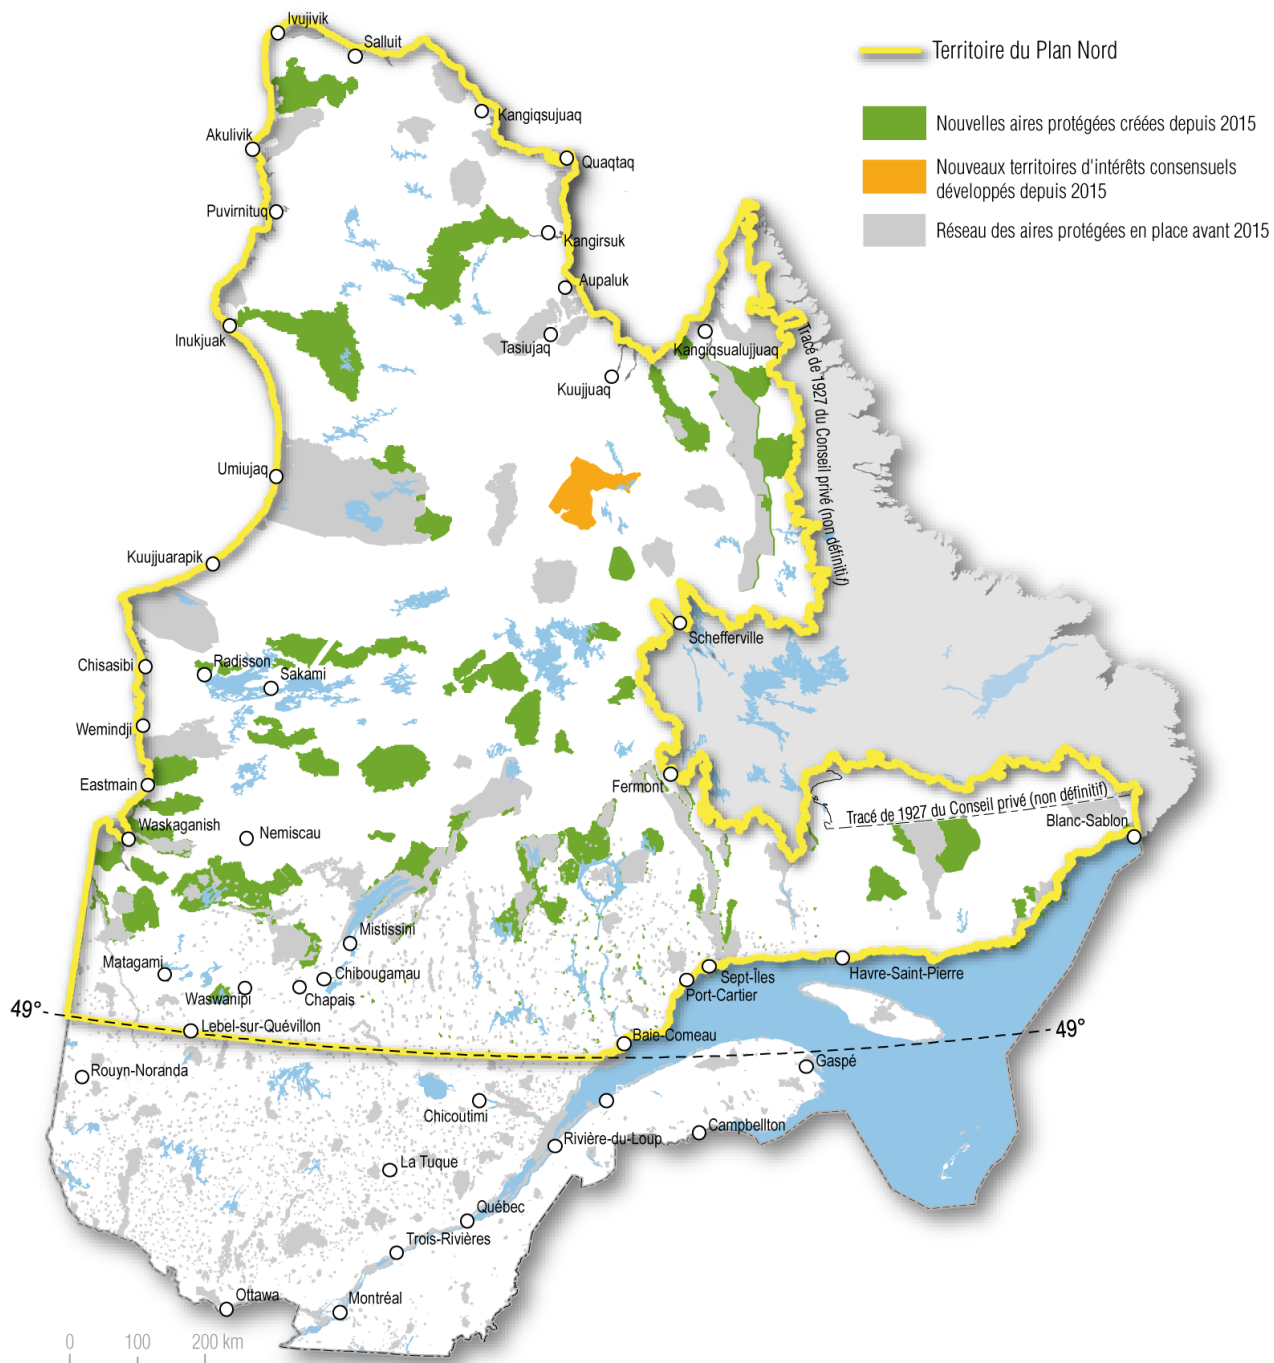 Ivujivik
Salluit
Territoire du Plan Nord
Kangiqsujuaq
Nouvelles aires protégées créées depuis 2015
Akulivik
Quaqtaq
Nouveaux territoires d'intérêts consensuels
développés depuis 2015
Puvirnituq
Kangirsuk
Réseau des aires protégées en place avant 2015
Aupaluk
Inukjuak
Tasiujaq
Kangiqsualujjuaq
Kuujjuaq
Tracé de 1927 du Conseil privé (non définitif)
Umiujaq
Kuujjuarapik
Schefferville
Chisasibi
Radisson
Sakami
Wemindji
Eastmain
Fermont
Tracé de 1927 du Conseil privé (non définitif)
Waskaganish
Nemiscau
Blanc-Sablon
Mistissini
Matagami
Chibougamau
Sept-Îles
Havre-Saint-Pierre
Waswanipi
Chapais
Port-Cartier
49°
Lebel-sur-Quévillon
Baie-Comeau
49°
Rouyn-Noranda
Gaspé
Chicoutimi
Rivière-du-Loup
Campbellton
La Tuque
Québec
Trois-Rivières
Ottawa
Montréal
0 100 200 km